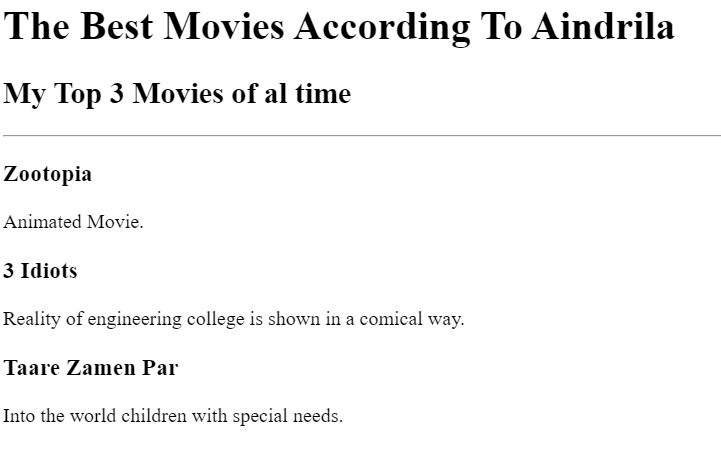 The Best Movies According To Aindrila
My Top 3 Movies of al time
Zootopia
Animated Movie.
3 Idiots
Reality of engineering college is shown in a comical way.
Taare Zamen Par
Into the world children with special needs.